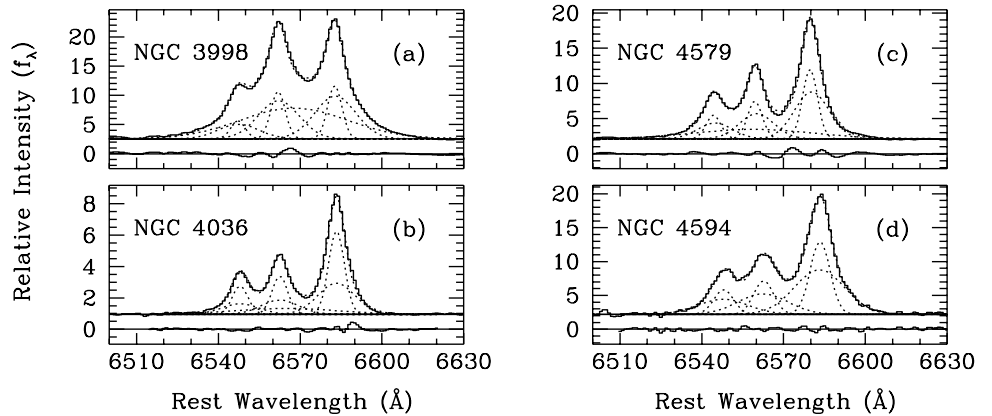 Relative Intensity (fλ)
20
15
10
5
0
NGC 3998
(a)
8
6
4
2
0
NGC 4036
(b)
6510 6540 6570 6600 6630
Rest Wavelength (Å)
20
15
10
5
0
NGC 4579
(c)
20
15
10
5
0
NGC 4594
(d)
6510 6540 6570 6600 6630
Rest Wavelength (Å)